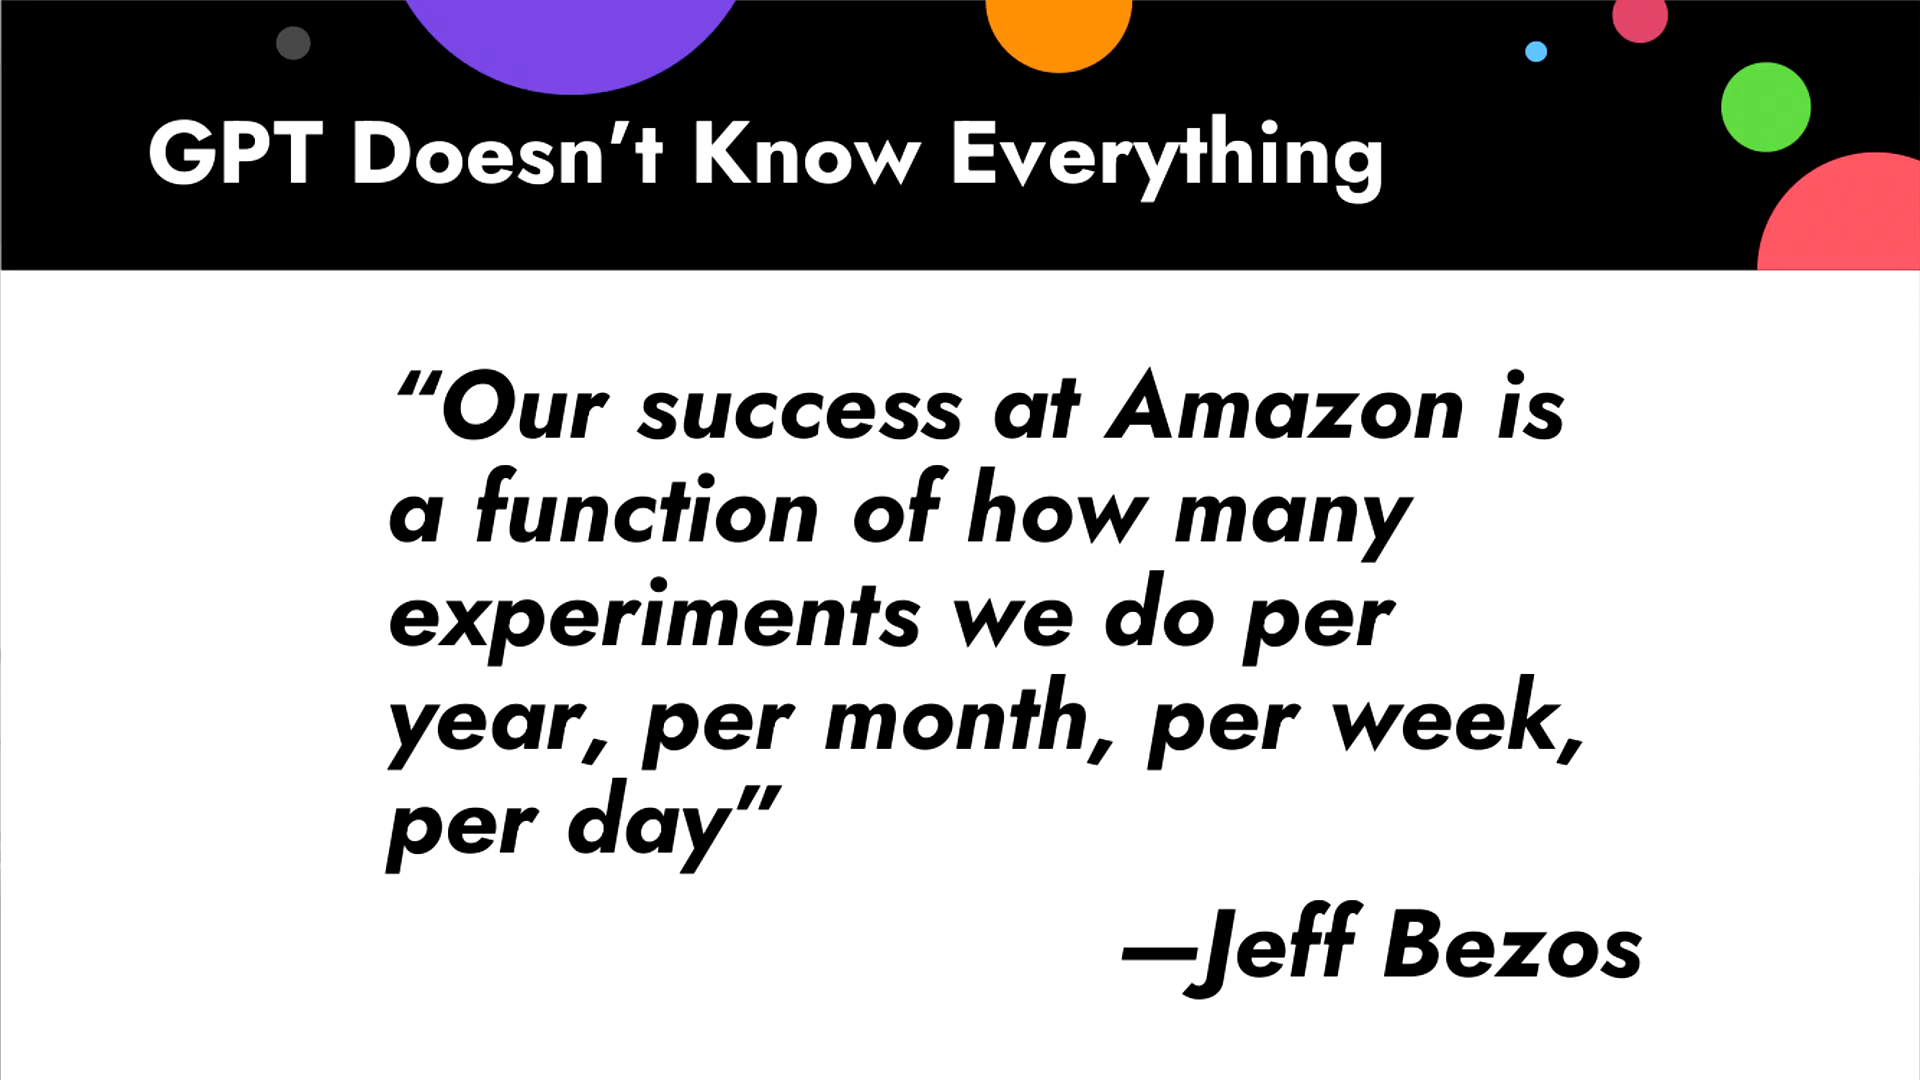 GPT Doesn’t Know Everything
“Our success at Amazon is
a function of how many
experiments we do per
year, per month, per week,
per day”
—Jeff Bezos